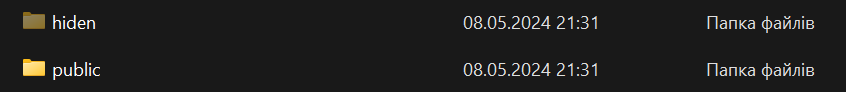 hiden 08.05.2024 21:31 Папка файлів
public 08.05.2024 21:31 Папка файлів